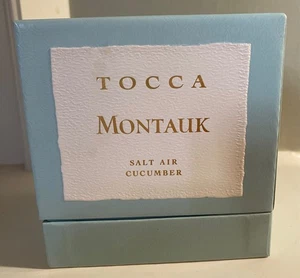 TOCCA
MONTAUK
SALT AIR
CUCUMBER